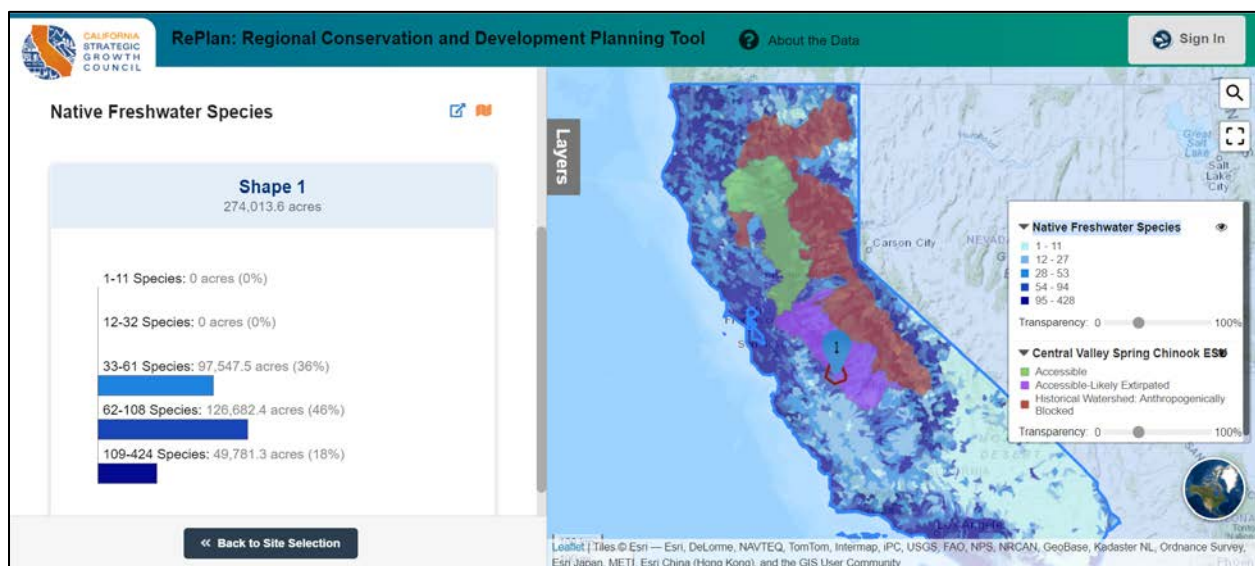 CALIFORNIA
STRATEGIC
GROWTH
COUNCIL
RePlan: Regional Conservation and Development Planning Tool
? About the Data
Sign In
Native Freshwater Species
Shape 1
274,013.6 acres
1-11 Species: 0 acres (0%)
12-32 Species: 0 acres (0%)
33-61 Species: 97,547.5 acres (36%)
62-108 Species: 126,682.4 acres (46%)
109-424 Species: 49,781.3 acres (18%)
« Back to Site Selection
Layers
Great
Salt
Lake
Salt
Lake
City
Carson City
1
Native Freshwater Species
1 - 11
12 - 27
28 - 53
54 - 94
95 - 428
Transparency: 0 100%
Central Valley Spring Chinook ESU
Accessible
Accessible-Likely Extirpated
Historical Watershed: Anthropogenically
Blocked
Transparency: 0 100%
DESERT
Los Angeles
Leaflet | Tiles © Esri — Esri, DeLorme, NAVTEQ, TomTom, Intermap, iPC, USGS, FAO, NPS, NRCAN, GeoBase, Kadaster NL, Ordnance Survey,
Esri Japan, METI, Esri China (Hong Kong), and the GIS User Community